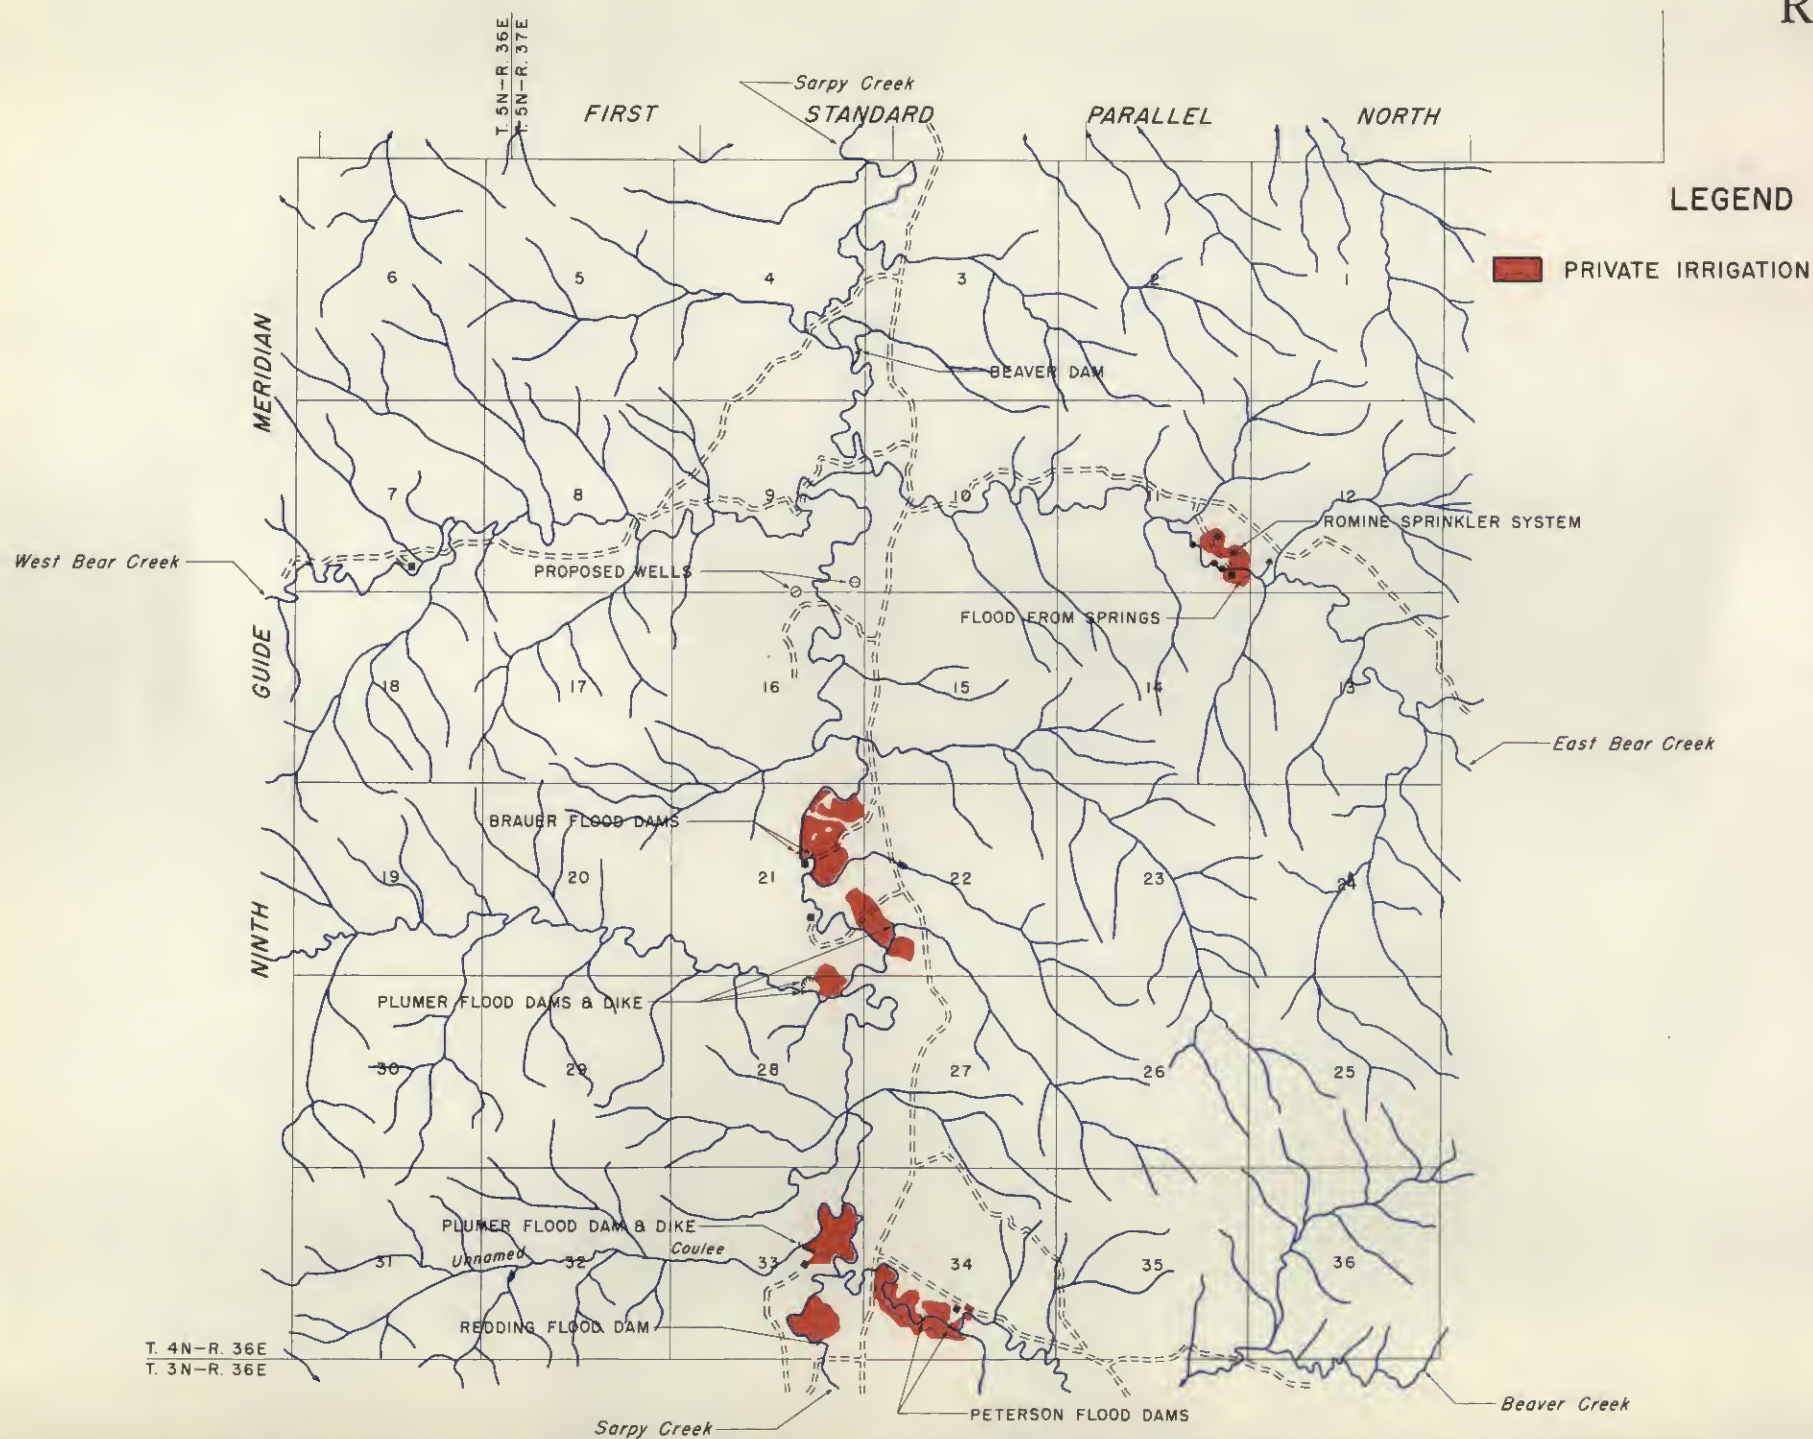 R
T. 5N–R. 36E
T. 5N–R. 37E
Sarpy Creek
FIRST STANDARD PARALLEL NORTH
LEGEND
PRIVATE IRRIGATION
6 5 4 3 2 1
MERIDIAN
BEAVER DAM
7 8 9 10 11 12
ROMINE SPRINKLER SYSTEM
West Bear Creek
PROPOSED WELLS
FLOOD FROM SPRINGS
GUIDE
18 17 16 15 14 13
East Bear Creek
BRAUER FLOOD DAMS
19 20 21 22 23 24
NINTH
PLUMER FLOOD DAMS & DIKE
30 29 28 27 26 25
PLUMER FLOOD DAM & DIKE
Unnamed Coulee
31 32 33 34 35 36
REDDING FLOOD DAM
T. 4N–R. 36E
T. 3N–R. 36E
PETERSON FLOOD DAMS
Beaver Creek
Sarpy Creek